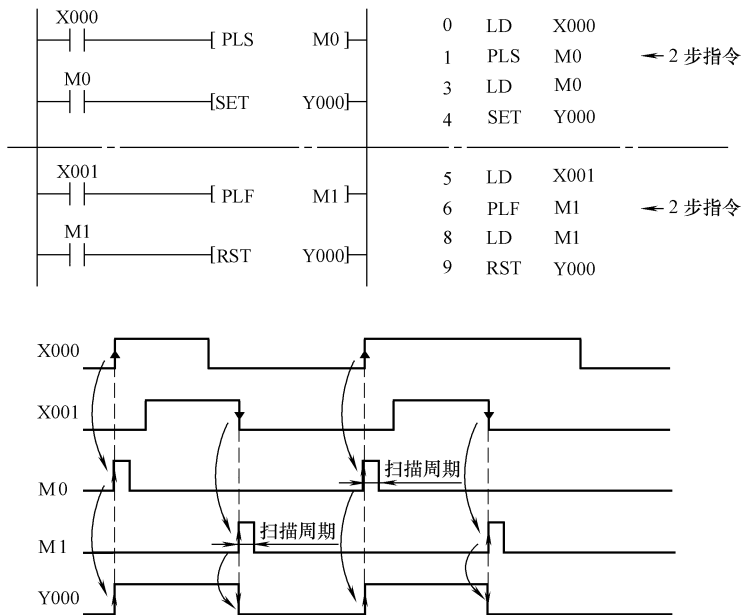 X000
[ PLS M0 ]
M0
[SET Y000]
X001
[ PLF M1 ]
M1
[RST Y000]
0 LD X000
1 PLS M0 ← 2 步指令
3 LD M0
4 SET Y000
5 LD X001
6 PLF M1 ← 2 步指令
8 LD M1
9 RST Y000
X000
X001
M0 扫描周期
M1 扫描周期
Y000